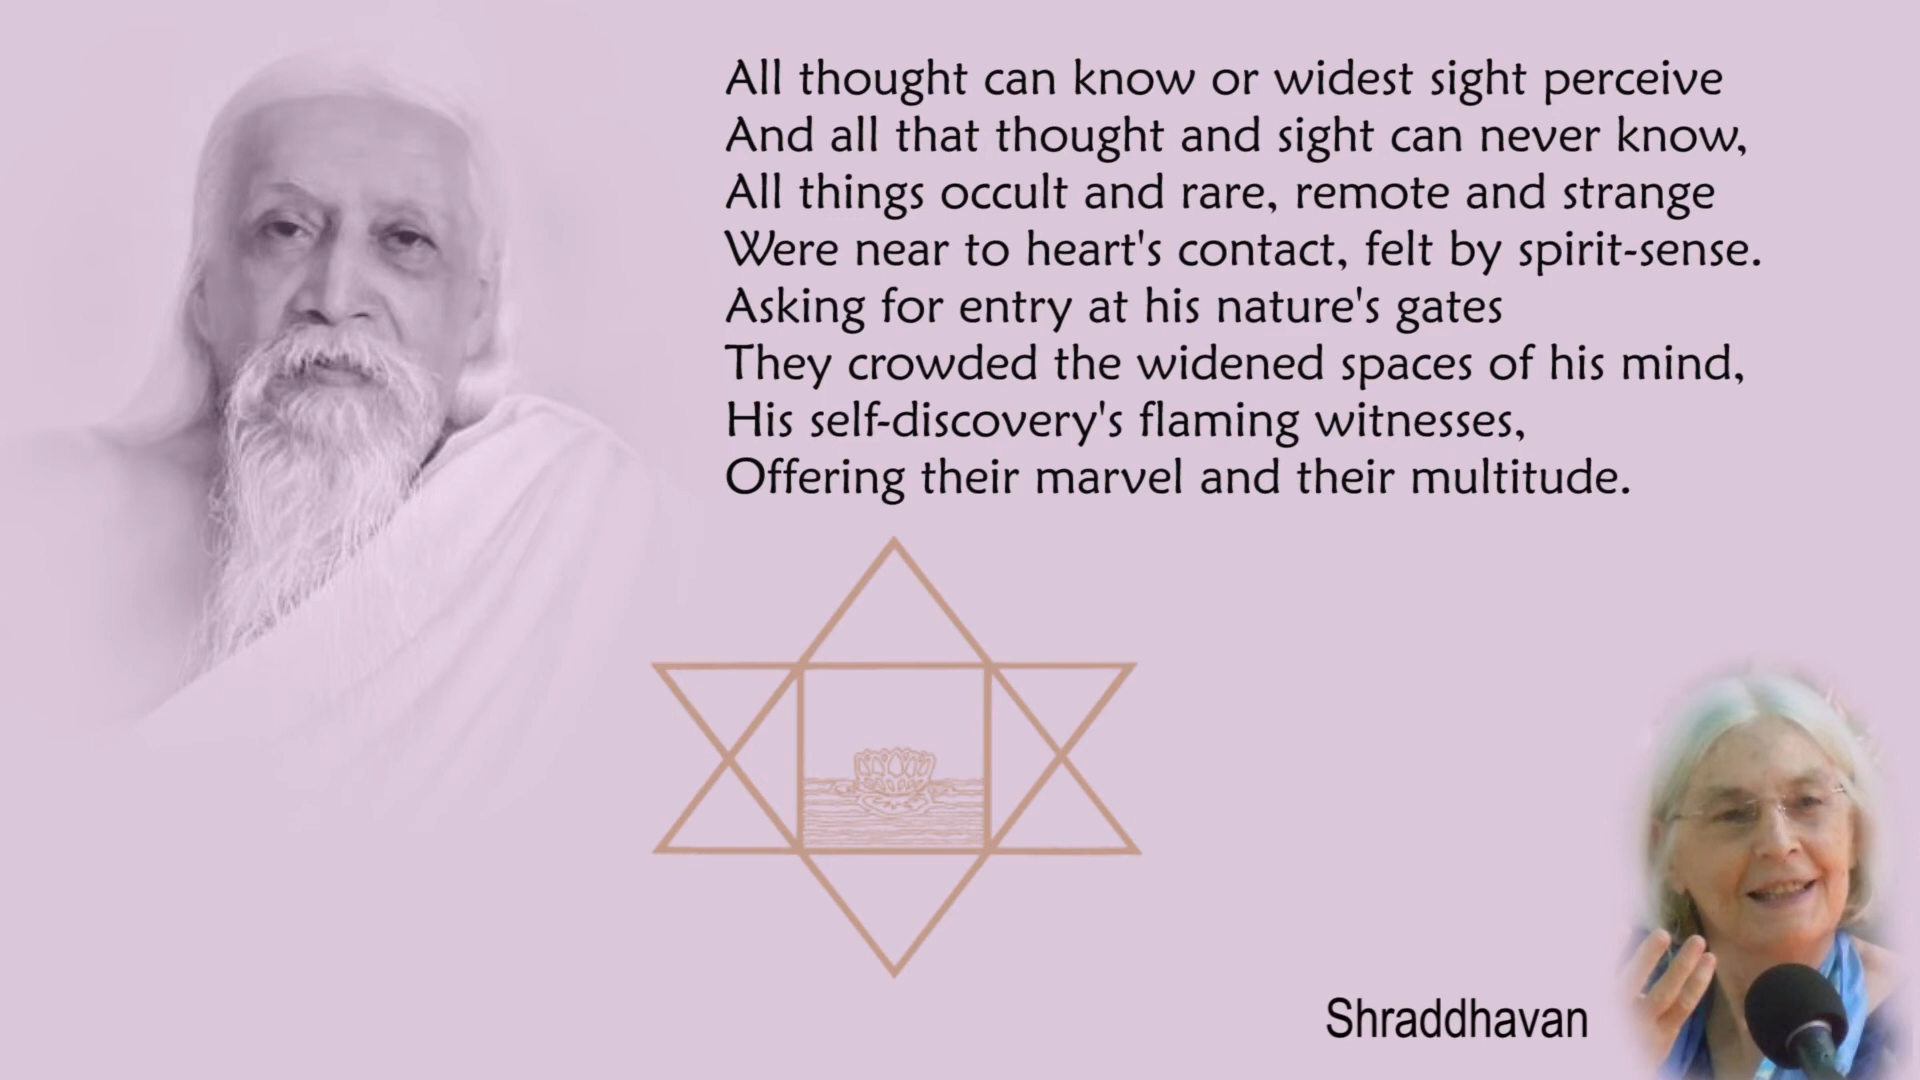 All thought can know or widest sight perceive
And all that thought and sight can never know,
All things occult and rare, remote and strange
Were near to heart's contact, felt by spirit-sense.
Asking for entry at his nature's gates
They crowded the widened spaces of his mind,
His self-discovery's flaming witnesses,
Offering their marvel and their multitude.
Shraddhavan